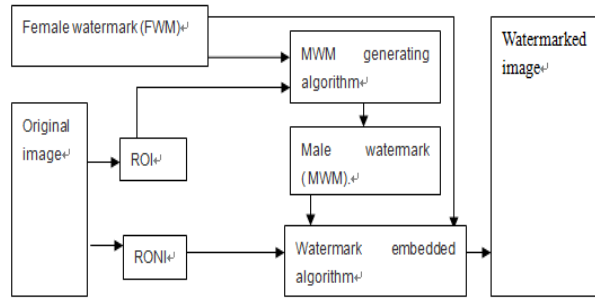 Female watermark (FWM)↵
Watermarked
image↵
MWM generating
algorithm↵
Original
image↵
ROI↵
Male watermark
(MWM).↵
RONI↵
Watermark embedded
algorithm↵